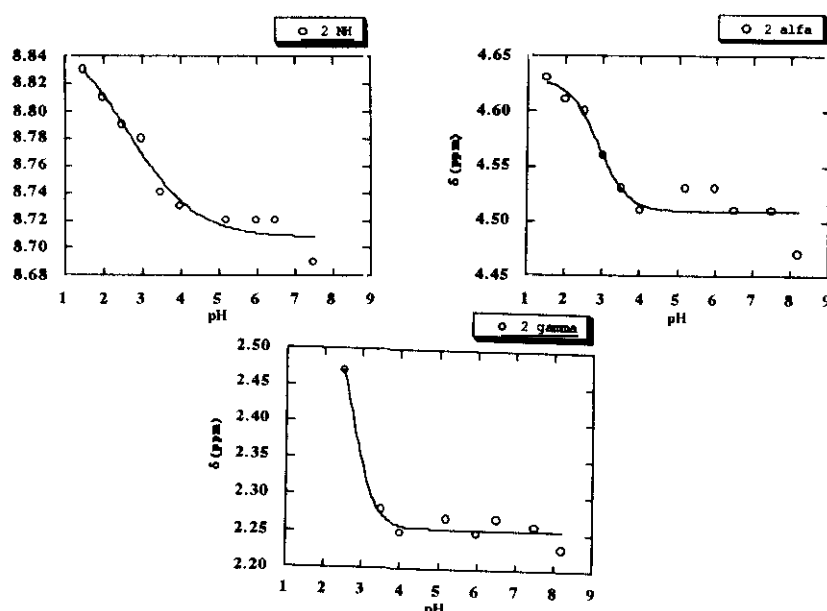 2 NH
8.84
8.82
8.80
8.78
8.76
8.74
8.72
8.70
8.68
1 2 3 4 5 6 7 8 9
pH
2 alfa
4.65
4.60
4.55
4.50
4.45
δ (ppm)
1 2 3 4 5 6 7 8 9
pH
2 gamma
2.50
2.45
2.40
2.35
2.30
2.25
2.20
δ (ppm)
1 2 3 4 5 6 7 8 9
pH